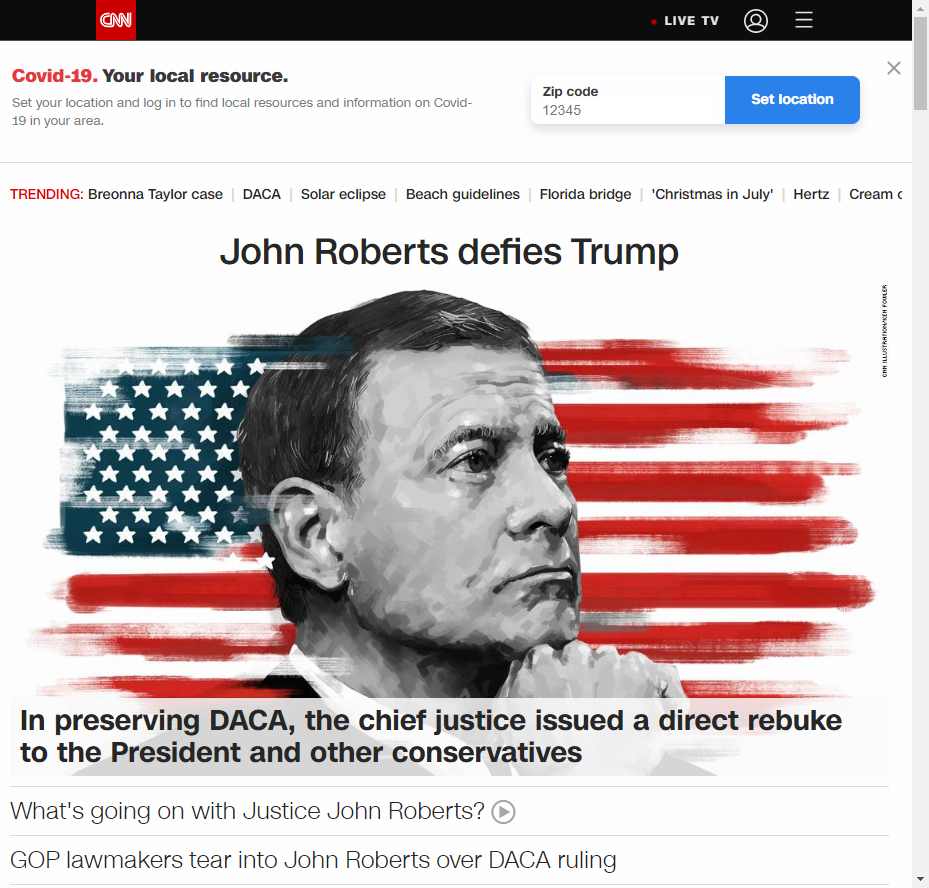 CNN
LIVE TV
Covid-19. Your local resource.
Set your location and log in to find local resources and information on Covid-
19 in your area.
Zip code
12345
Set location
TRENDING: Breonna Taylor case | DACA | Solar eclipse | Beach guidelines | Florida bridge | 'Christmas in July' | Hertz | Cream
John Roberts defies Trump
CNN ILLUSTRATION/KEN FOWLER
In preserving DACA, the chief justice issued a direct rebuke
to the President and other conservatives
What's going on with Justice John Roberts?
GOP lawmakers tear into John Roberts over DACA ruling